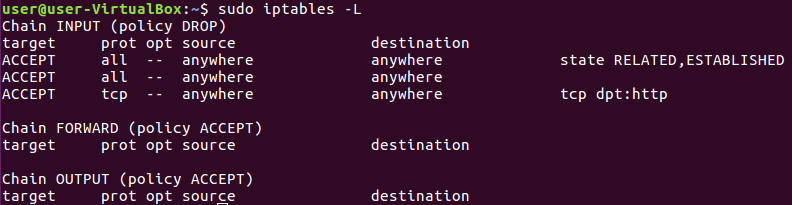 user@user-VirtualBox:~$ sudo iptables -L
Chain INPUT (policy DROP)
target     prot opt source               destination
ACCEPT     all  --  anywhere             anywhere             state RELATED,ESTABLISHED
ACCEPT     all  --  anywhere             anywhere
ACCEPT     tcp  --  anywhere             anywhere             tcp dpt:http

Chain FORWARD (policy ACCEPT)
target     prot opt source               destination

Chain OUTPUT (policy ACCEPT)
target     prot opt source               destination